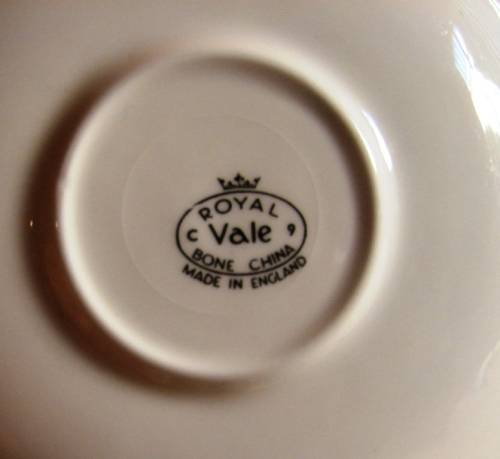 ROYAL
C Vale 9
BONE CHINA
MADE IN ENGLAND